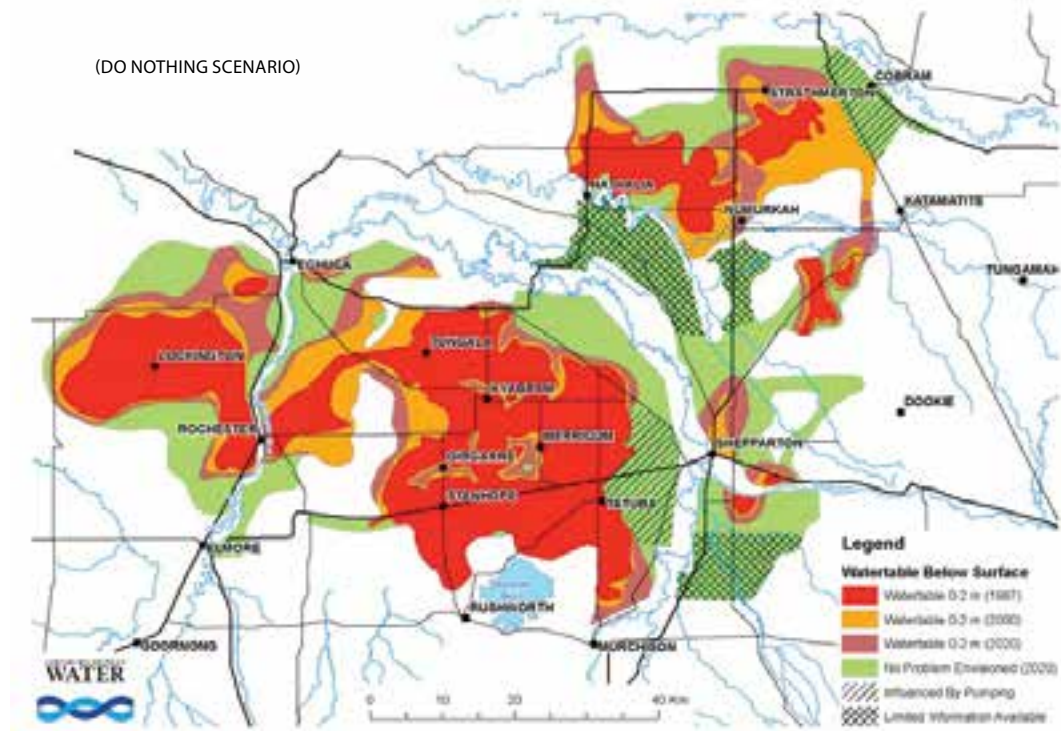 (DO NOTHING SCENARIO)
COBRAM
STRATHMERTON
NATHALIA
NUMURKAH
KATAMATITE
TUNGAMAH
ECHUCA
LOCKINGTON
TONGALA
KYABRAM
DOOKIE
ROCHESTER
MERRIGUM
SHEPPARTON
GIRGARRE
STANHOPE
TATURA
ELMORE
RUSHWORTH
GOORNONG
MURCHISON
Legend
Watertable Below Surface
Watertable 0-2 m (1987)
Watertable 0-2 m (2000)
Watertable 0-2 m (2020)
No Problem Envisioned (2020)
Influenced By Pumping
Limited Information Available
WATER
0 10 20 40 Km